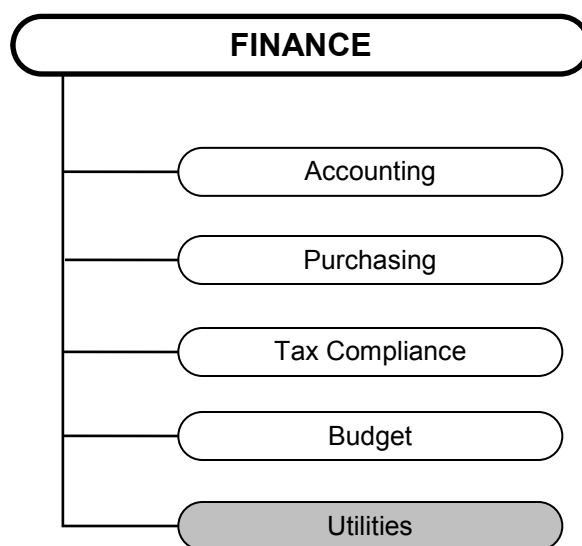 FINANCE
Accounting
Purchasing
Tax Compliance
Budget
Utilities